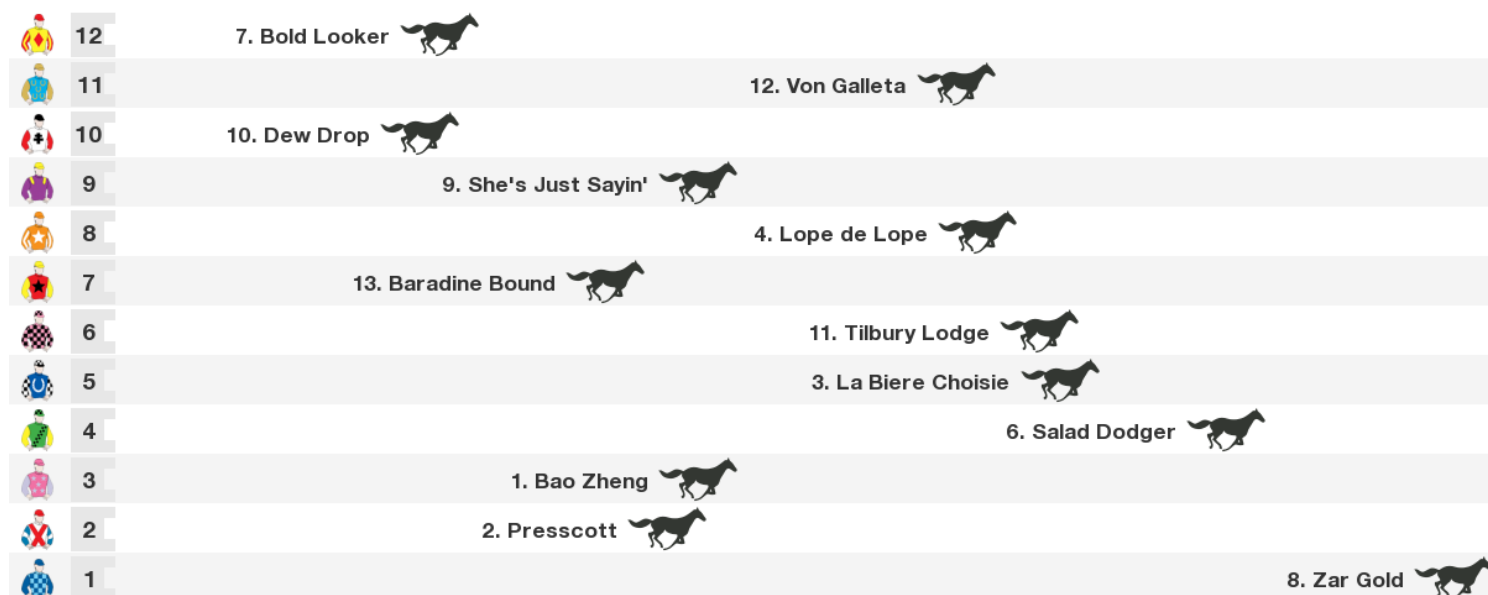 12 7. Bold Looker
11 12. Von Galleta
10 10. Dew Drop
9 9. She's Just Sayin'
8 4. Lope de Lope
7 13. Baradine Bound
6 11. Tilbury Lodge
5 3. La Biere Choisie
4 6. Salad Dodger
3 1. Bao Zheng
2 2. Presscott
1 8. Zar Gold